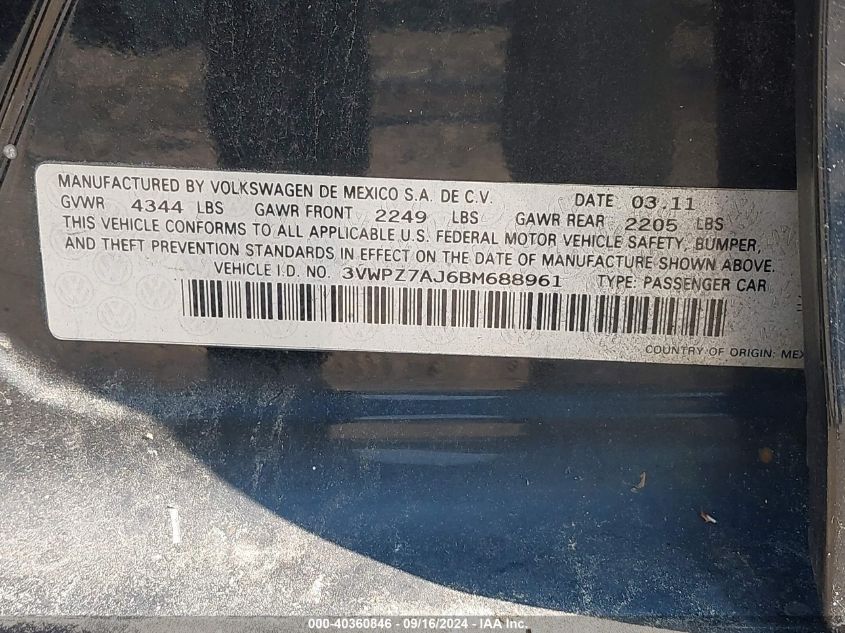 MANUFACTURED BY VOLKSWAGEN DE MEXICO S.A. DE C.V. DATE 03.11
GVWR 4344 LBS GAWR FRONT 2249 LBS GAWR REAR 2205 LBS
THIS VEHICLE CONFORMS TO ALL APPLICABLE U.S. FEDERAL MOTOR VEHICLE SAFETY, BUMPER,
AND THEFT PREVENTION STANDARDS IN EFFECT ON THE DATE OF MANUFACTURE SHOWN ABOVE.
VEHICLE I.D. NO. 3VWPZ7AJ6BM688961 TYPE: PASSENGER CAR
COUNTRY OF ORIGIN: MEX
000-40360846 - 09/16/2024 - IAA Inc.